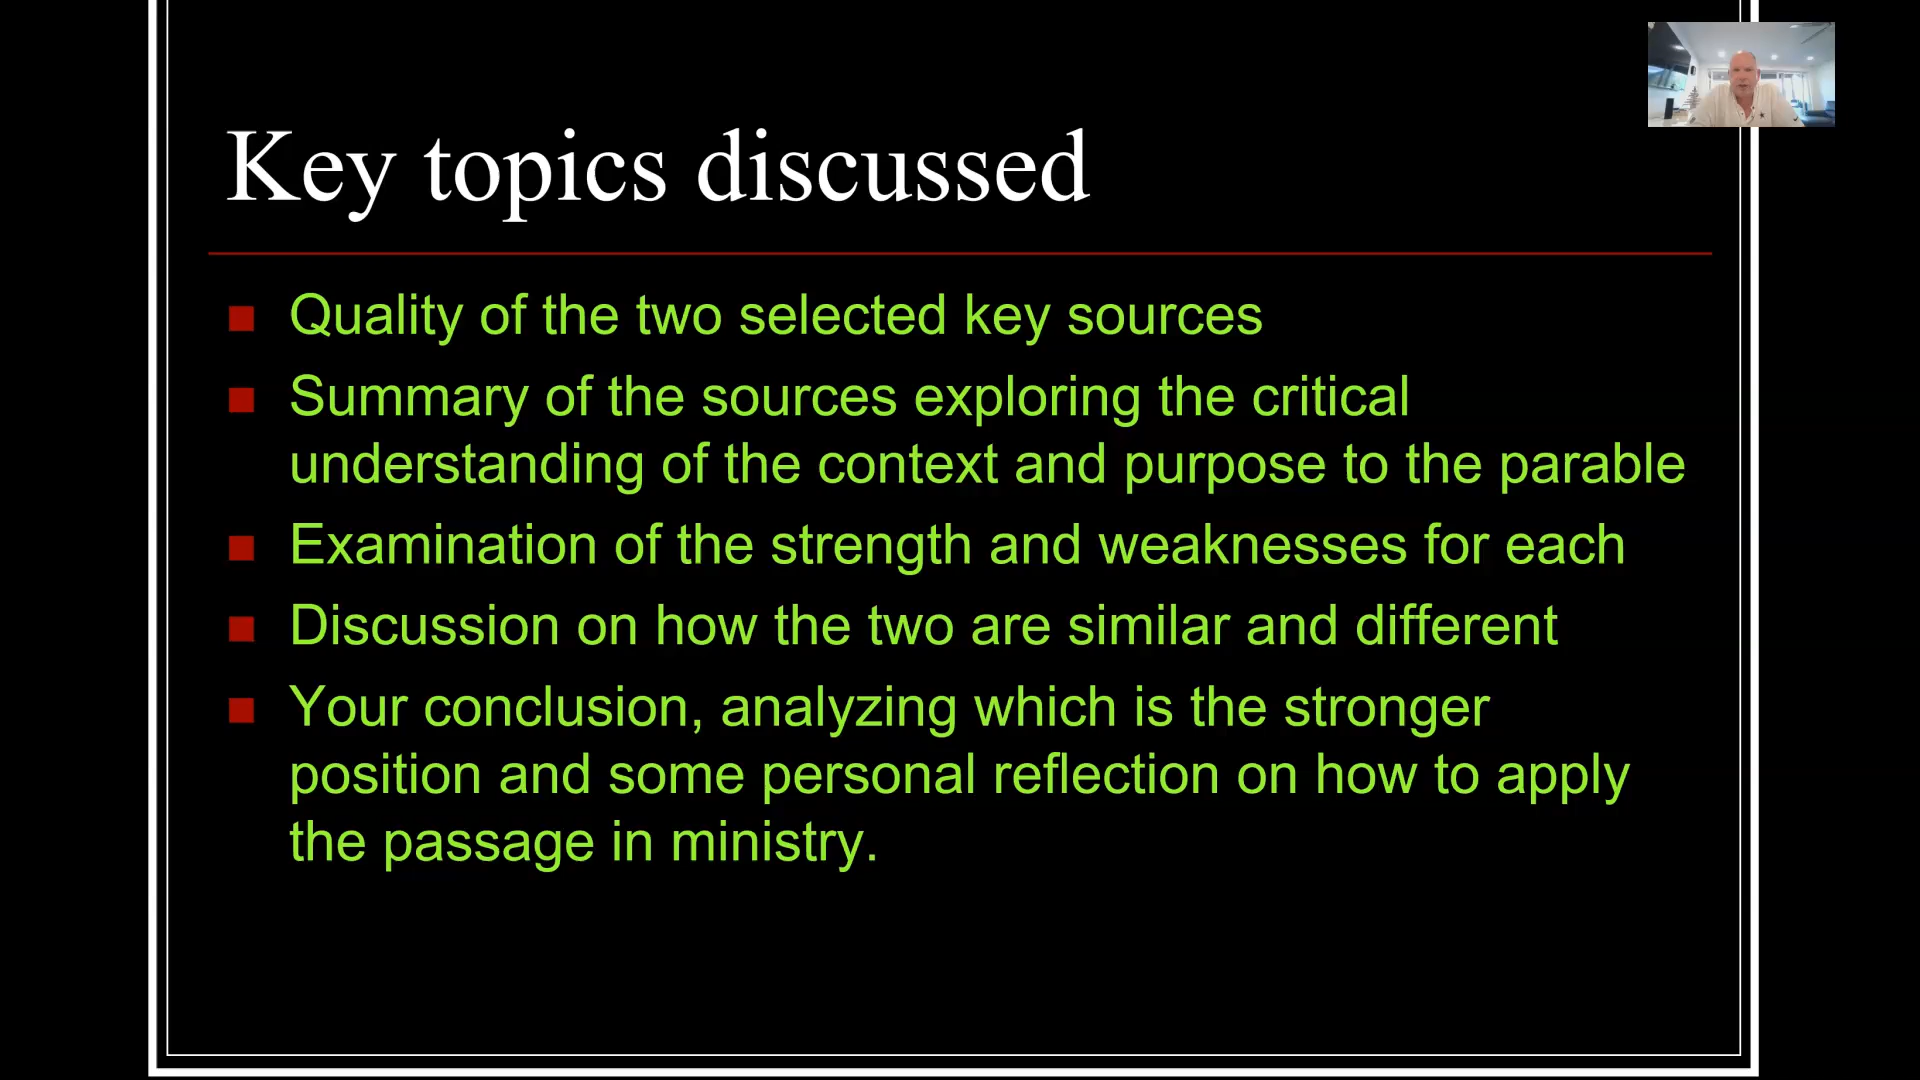 Key topics discussed
Quality of the two selected key sources
Summary of the sources exploring the critical
understanding of the context and purpose to the parable
Examination of the strength and weaknesses for each
Discussion on how the two are similar and different
Your conclusion, analyzing which is the stronger
position and some personal reflection on how to apply
the passage in ministry.